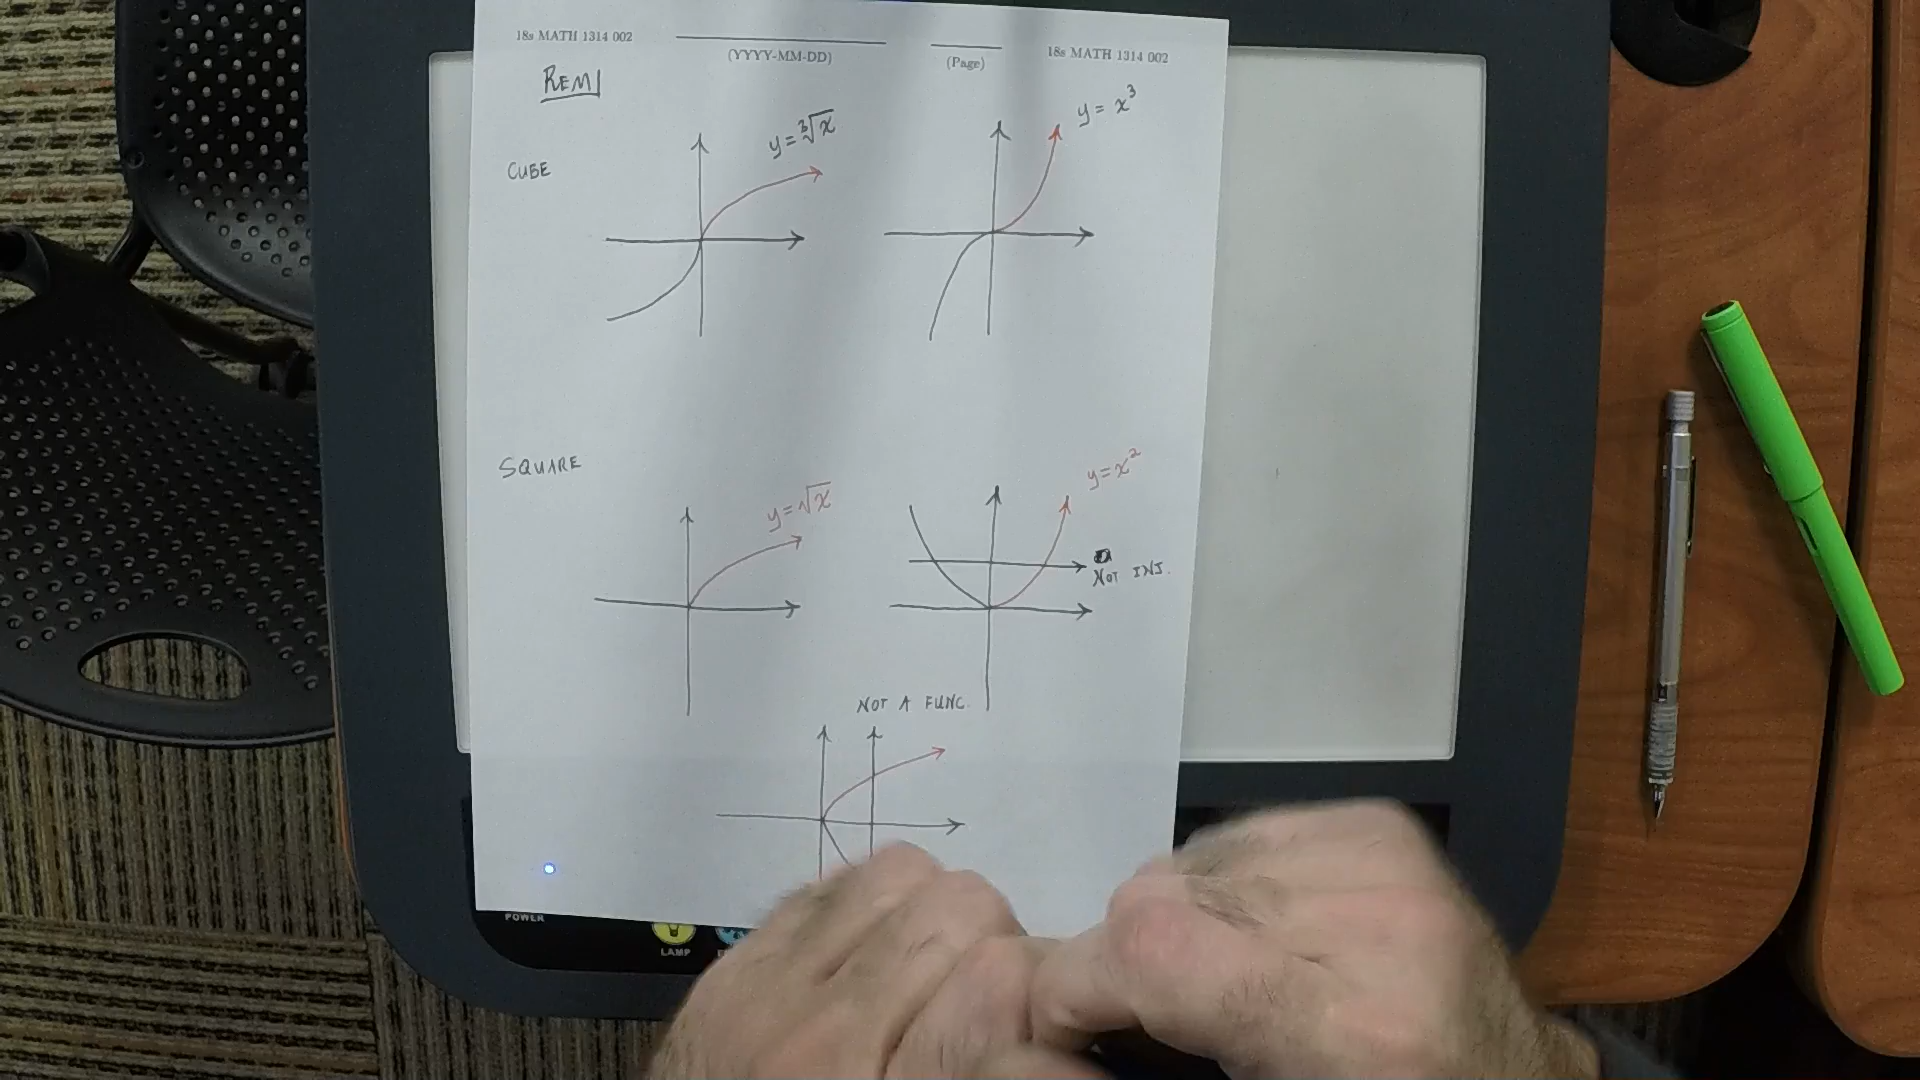 18s MATH 1314 002
(YYYY-MM-DD)
(Page)
18s MATH 1314 002
REM
CUBE
y = ∛x
y = x³
SQUARE
y = √x
y = x²
NOT INJ.
NOT A FUNC.
POWER
LAMP